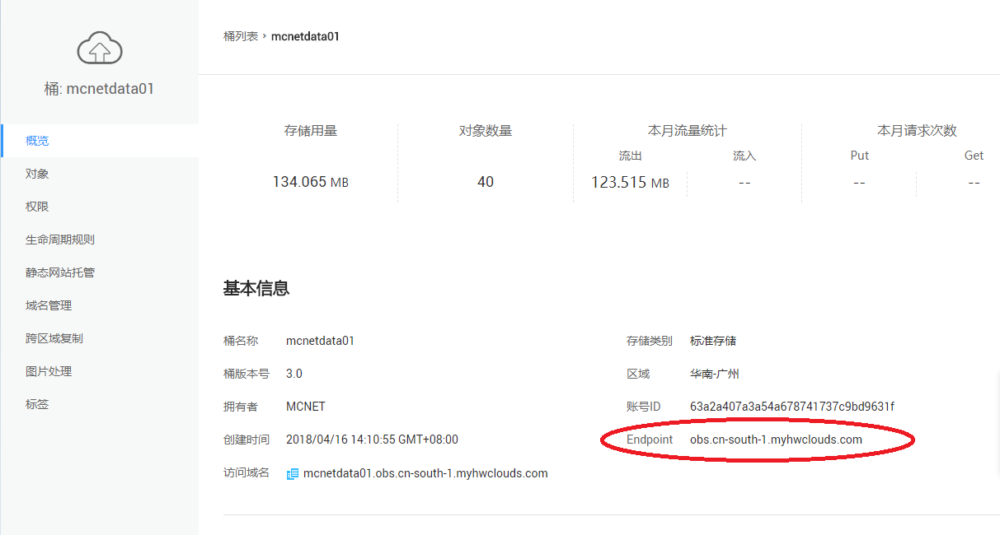 桶: mcnetdata01
概览
对象
权限
生命周期规则
静态网站托管
域名管理
跨区域复制
图片处理
标签
桶列表 › mcnetdata01
存储用量 对象数量 本月流量统计 本月请求次数
流出 流入 Put Get
134.065 MB 40 123.515 MB -- -- --
基本信息
桶名称 mcnetdata01 存储类别 标准存储
桶版本号 3.0 区域 华南-广州
拥有者 MCNET 账号ID 63a2a407a3a54a678741737c9bd9631f
创建时间 2018/04/16 14:10:55 GMT+08:00 Endpoint obs.cn-south-1.myhwclouds.com
访问域名 mcnetdata01.obs.cn-south-1.myhwclouds.com